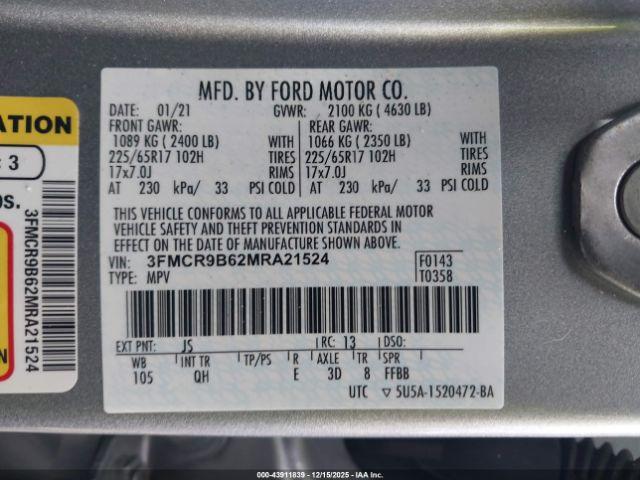 MFD. BY FORD MOTOR CO.
DATE: 01/21 GVWR: 2100 KG ( 4630 LB)
FRONT GAWR: REAR GAWR:
1089 KG ( 2400 LB) WITH 1066 KG ( 2350 LB) WITH
225/65R17 102H TIRES 225/65R17 102H TIRES
17x7.0J RIMS 17x7.0J RIMS
AT 230 kPa/ 33 PSI COLD AT 230 kPa/ 33 PSI COLD
THIS VEHICLE CONFORMS TO ALL APPLICABLE FEDERAL MOTOR
VEHICLE SAFETY AND THEFT PREVENTION STANDARDS IN
EFFECT ON THE DATE OF MANUFACTURE SHOWN ABOVE.
VIN: 3FMCR9B62MRA21524 F0143
TYPE: MPV T0358
EXT PNT: JS RC: 13 DSO:
WB INT TR TP/PS R AXLE TR SPR
105 QH E 3D 8 FFBB
UTC ▽ 5U5A-1520472-BA
ATION
: 3
os.
3FMCR9B62MRA21524
N
000-43911839 - 12/15/2025 - IAA Inc.